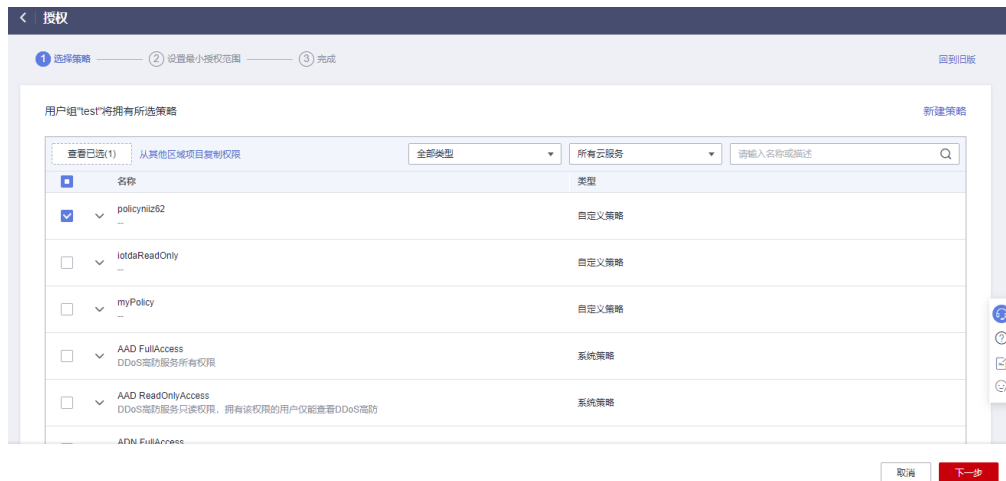 授权
1 选择策略 2 设置最小授权范围 3 完成 回到旧版
用户组"test"将拥有所选策略 新建策略
查看已选(1) 从其他区域项目复制权限 全部类型 所有云服务 请输入名称或描述
名称 类型
policyniiz62 自定义策略
--
iotdaReadOnly 自定义策略
--
myPolicy 自定义策略
--
AAD FullAccess 系统策略
DDoS高防服务所有权限
AAD ReadOnlyAccess 系统策略
DDoS高防服务只读权限，拥有该权限的用户仅能查看DDoS高防
ADN FullAccess
取消 下一步